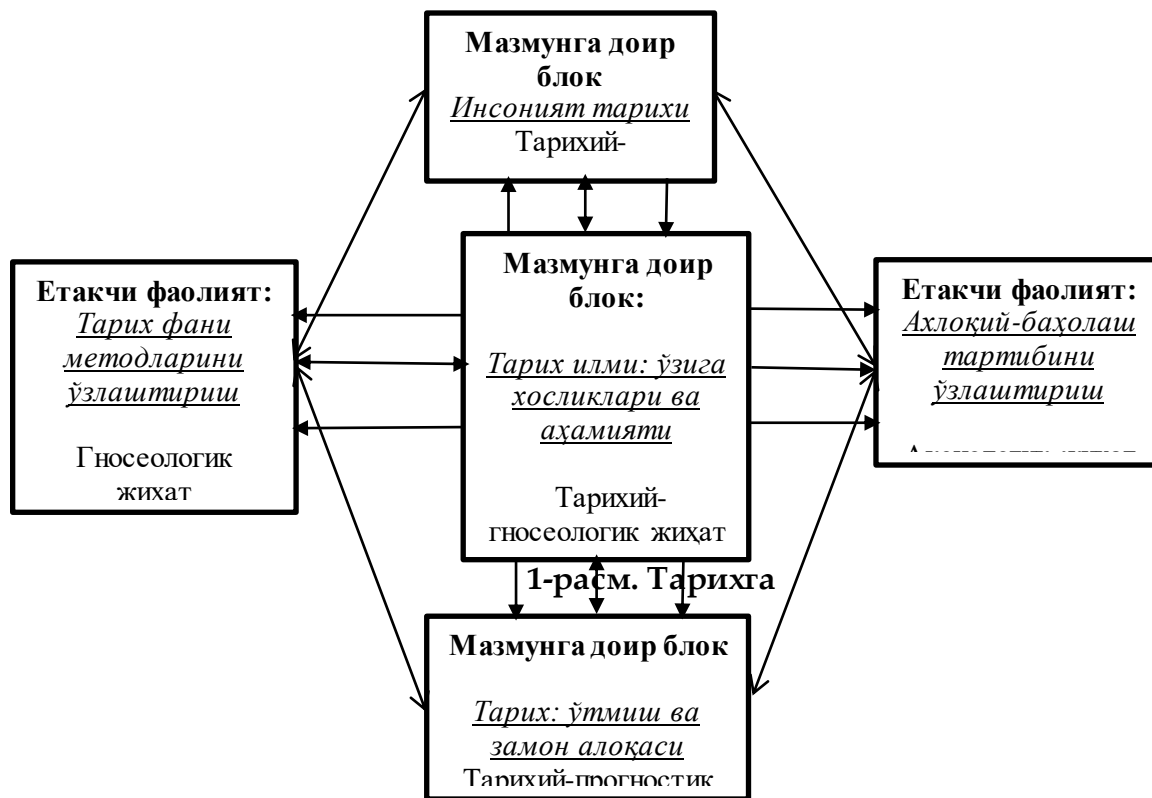 Мазмунга доир
блок
Инсоният тарихи
Тарихий-
Етакчи фаолият:
Тарих фани
методларини
ўзлаштириш
Гносеологик
жиҳат
Мазмунга доир
блок:
Тарих илми: ўзига
хосликлари ва
аҳамияти
Тарихий-
гносеологик жиҳат
Етакчи фаолият:
Ахлоқий-баҳолаш
тартибини
ўзлаштириш
1-расм. Тарихга
Мазмунга доир блок
Тарих: ўтмиш ва
замон алоқаси
Тарихий-прогностик